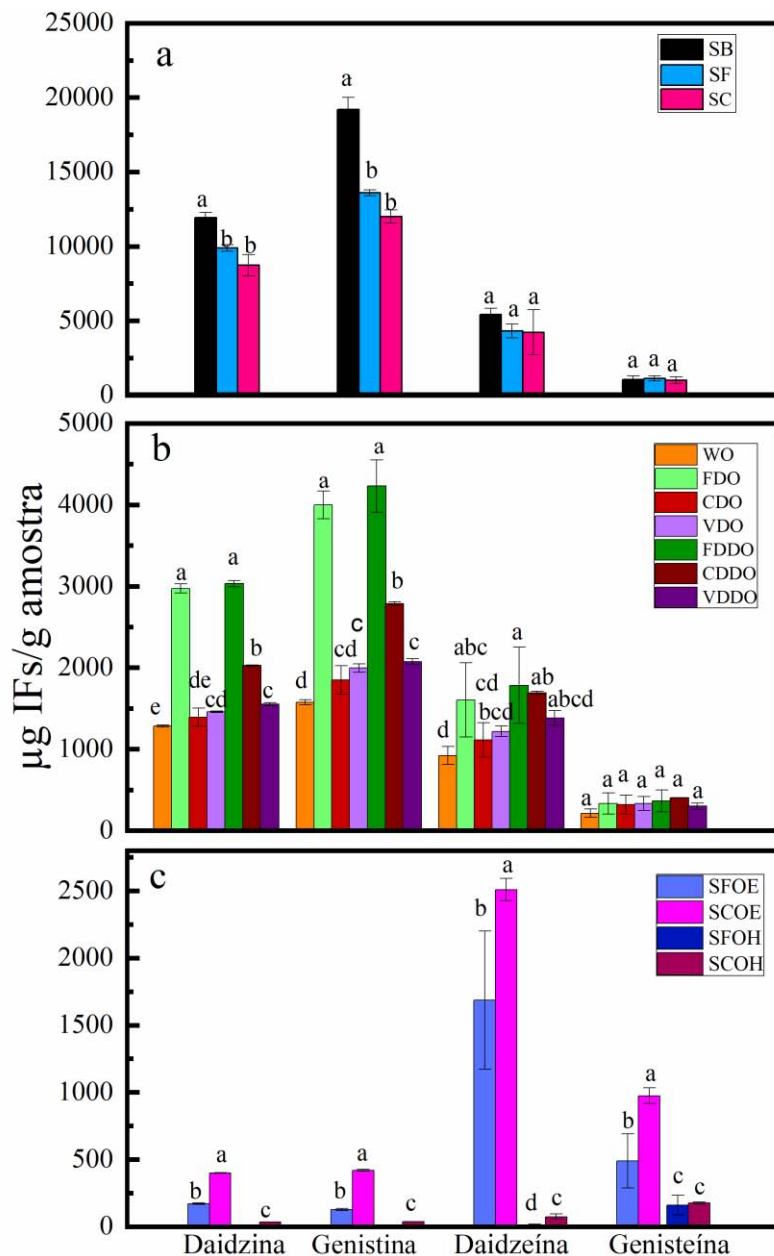 µg IFs/g amostra
25000
20000
15000
10000
5000
0
a
SB
SF
SC
a
b
b
a
b
b
a
a
a
a
a
a
5000
4000
3000
2000
1000
0
b
WO
FDO
CDO
VDO
FDDO
CDDO
VDDO
e
a
de
cd
a
b
c
d
a
cd
c
a
b
c
d
abc
cd
bcd
a
ab
abcd
a
a
a
a
a
a
a
2500
2000
1500
1000
500
0
c
SFOE
SCOE
SFOH
SCOH
b
a
c
b
a
c
b
a
d
c
b
a
c
c
Daidzina Genistina Daidzeína Genisteína